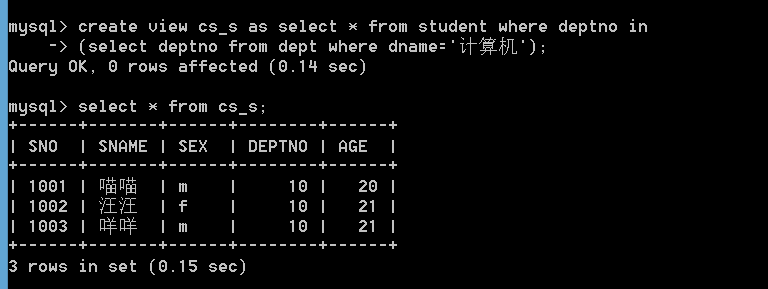 mysql> create view cs_s as select * from student where deptno in
    -> (select deptno from dept where dname='计算机');
Query OK, 0 rows affected (0.14 sec)
mysql> select * from cs_s;
+------+-------+------+--------+------+
| SNO  | SNAME | SEX  | DEPTNO | AGE  |
+------+-------+------+--------+------+
| 1001 | 喵喵  | m    |     10 |   20 |
| 1002 | 汪汪  | f    |     10 |   21 |
| 1003 | 咩咩  | m    |     10 |   21 |
+------+-------+------+--------+------+
3 rows in set (0.15 sec)